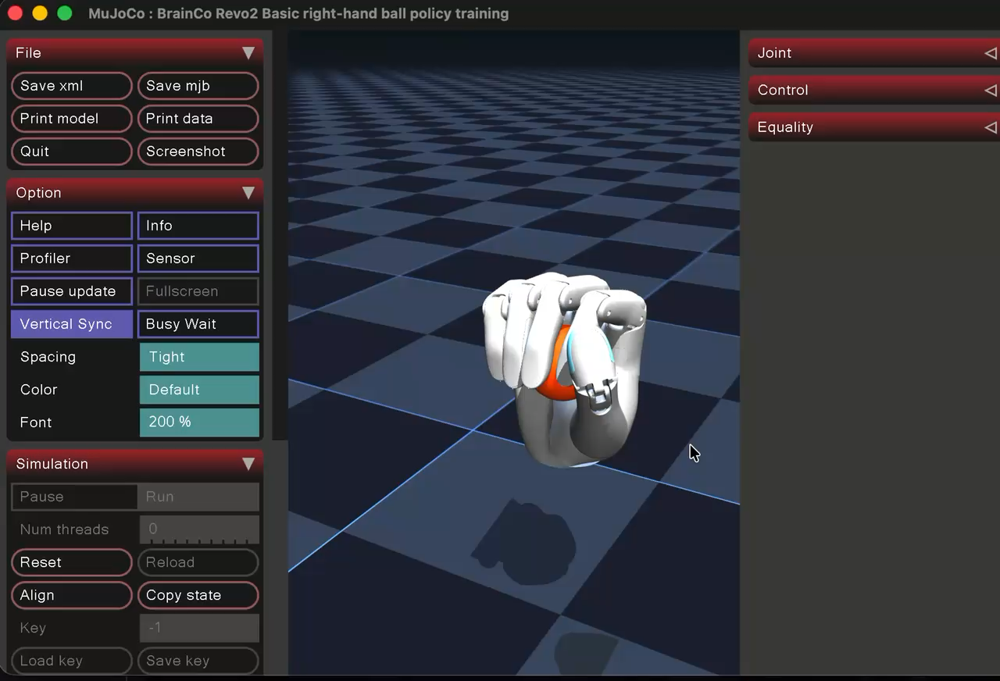 MuJoCo : BrainCo Revo2 Basic right-hand ball policy training
File
Save xml
Save mjb
Print model
Print data
Quit
Screenshot
Option
Help
Info
Profiler
Sensor
Pause update
Fullscreen
Vertical Sync
Busy Wait
Spacing
Tight
Color
Default
Font
200 %
Simulation
Pause
Run
Num threads
0
Reset
Reload
Align
Copy state
Key
-1
Load key
Save key
Joint
Control
Equality